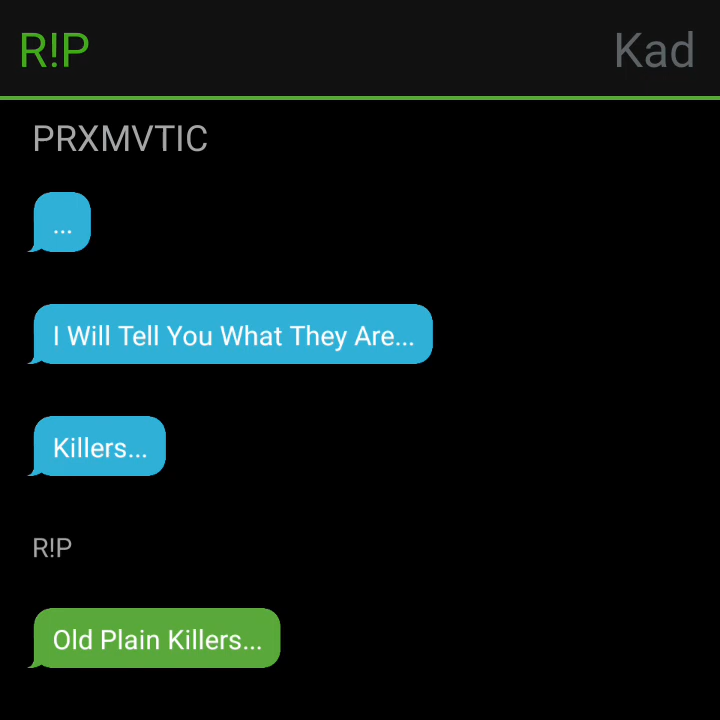 R!P Kad
PRXMVTIC
...
I Will Tell You What They Are...
Killers...
R!P
Old Plain Killers...